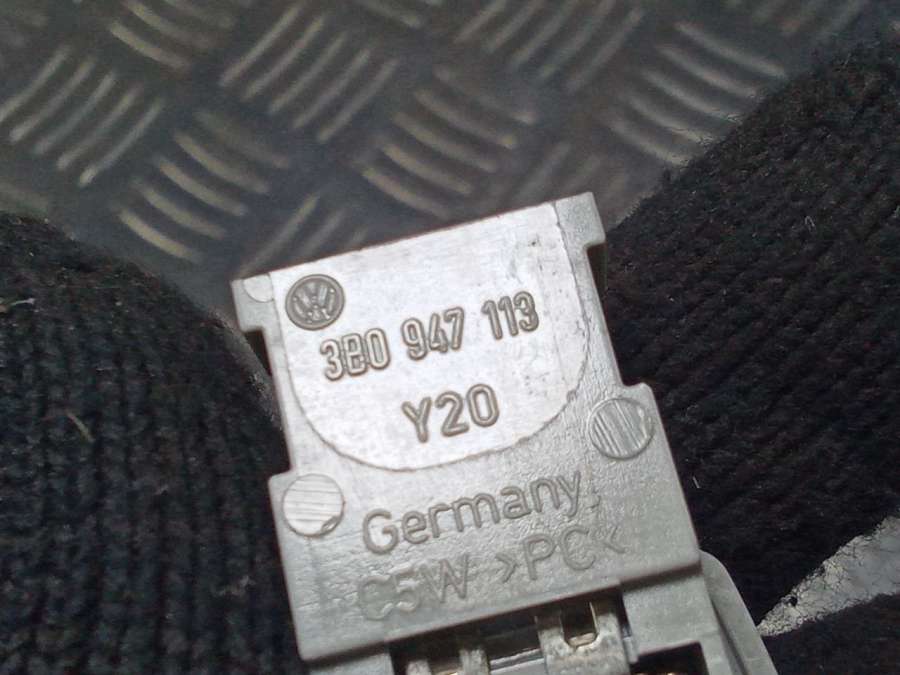 3B0 947 113
Y20
Germany
C5W >PC<